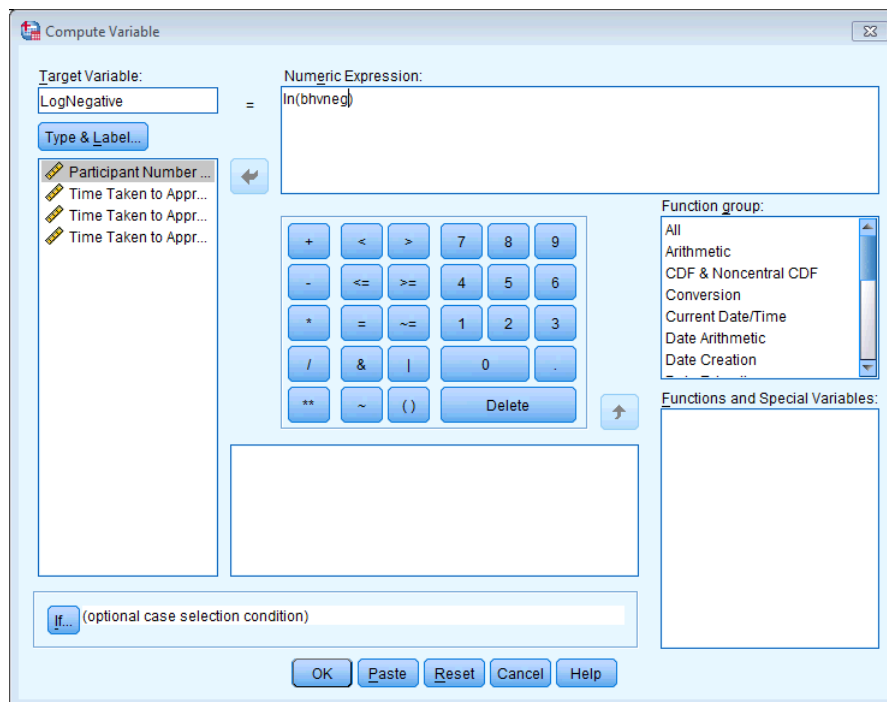 Compute Variable
Target Variable:
LogNegative
=
Numeric Expression:
ln(bhvneg)
Type & Label...
Participant Number ...
Time Taken to Appr...
Time Taken to Appr...
Time Taken to Appr...
+ < > 7 8 9
- <= >= 4 5 6
* = ~= 1 2 3
/ & | 0 .
** ~ ( ) Delete
Function group:
All
Arithmetic
CDF & Noncentral CDF
Conversion
Current Date/Time
Date Arithmetic
Date Creation
Functions and Special Variables:
If... (optional case selection condition)
OK Paste Reset Cancel Help